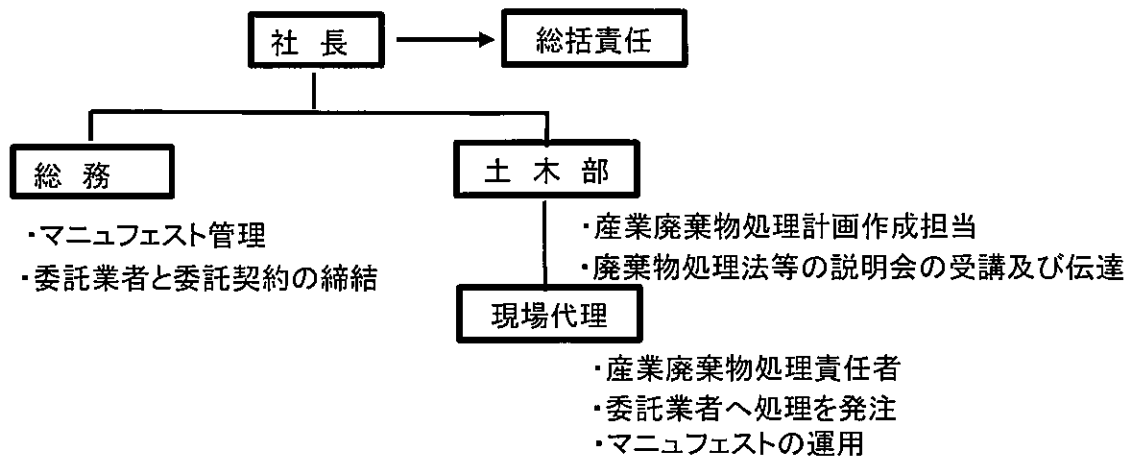 社 長
総括責任
総 務
土 木 部
・マニュフェスト管理
・委託業者と委託契約の締結
・産業廃棄物処理計画作成担当
・廃棄物処理法等の説明会の受講及び伝達
現場代理
・産業廃棄物処理責任者
・委託業者へ処理を発注
・マニュフェストの運用